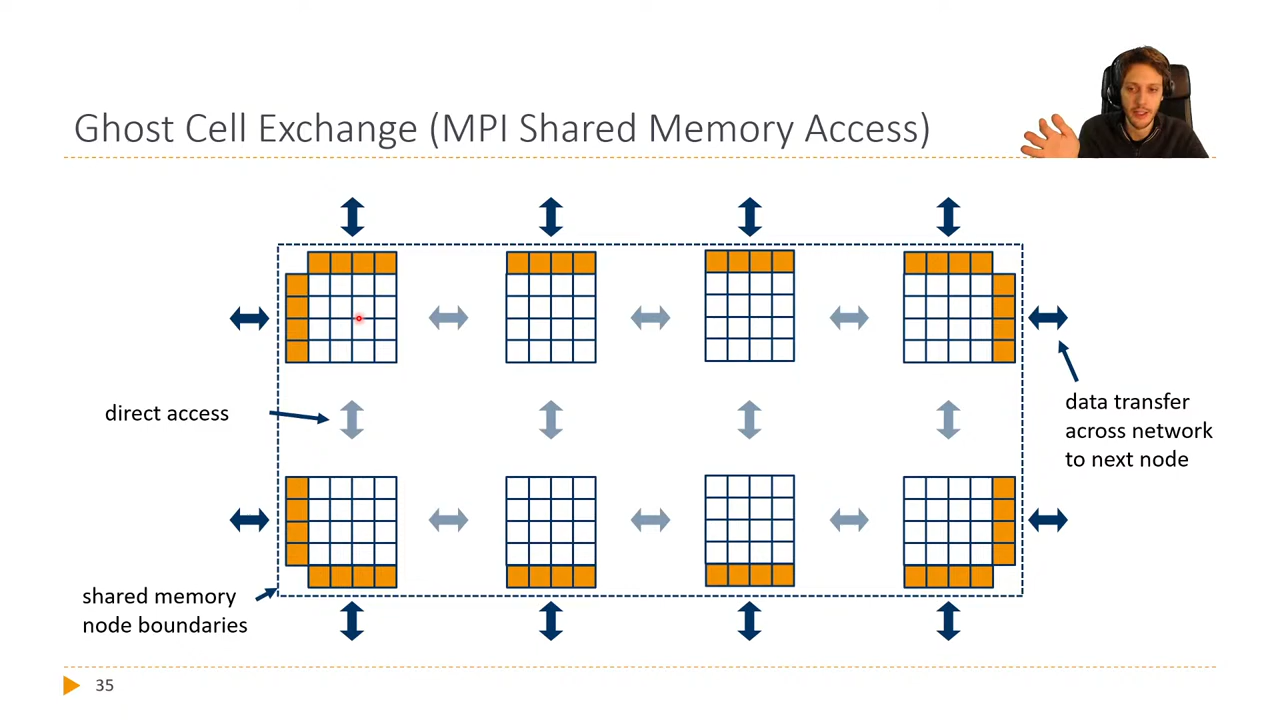 Ghost Cell Exchange (MPI Shared Memory Access)
direct access
data transfer
across network
to next node
shared memory
node boundaries
35